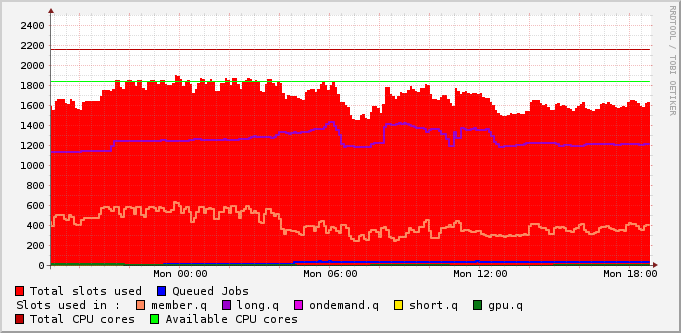 RRDTOOL / TOBI OETIKER
2400
2200
2000
1800
1600
1400
1200
1000
800
600
400
200
0
Mon 00:00 Mon 06:00 Mon 12:00 Mon 18:00
Total slots used Queued Jobs
Slots used in : member.q long.q ondemand.q short.q gpu.q
Total CPU cores Available CPU cores